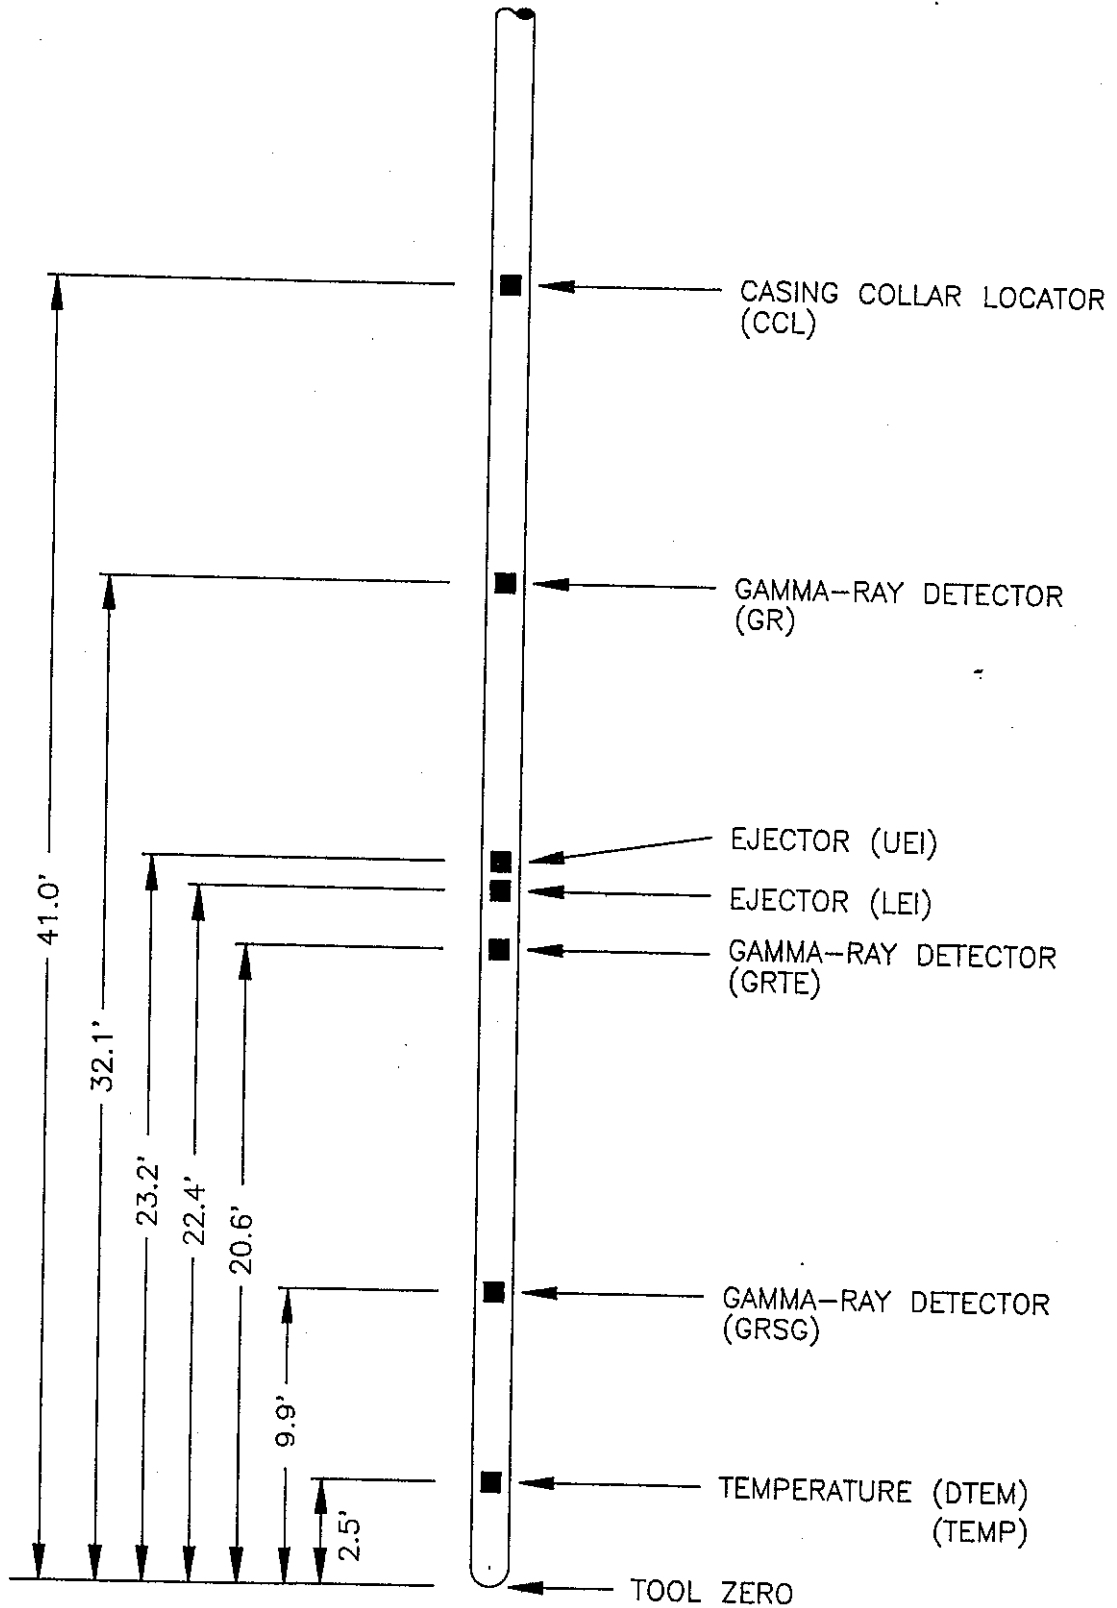 CASING COLLAR LOCATOR
(CCL)
GAMMA-RAY DETECTOR
(GR)
EJECTOR (UEI)
EJECTOR (LEI)
GAMMA-RAY DETECTOR
(GRTE)
GAMMA-RAY DETECTOR
(GRSG)
TEMPERATURE (DTEM)
(TEMP)
TOOL ZERO
41.0'
32.1'
23.2'
22.4'
20.6'
9.9'
2.5'